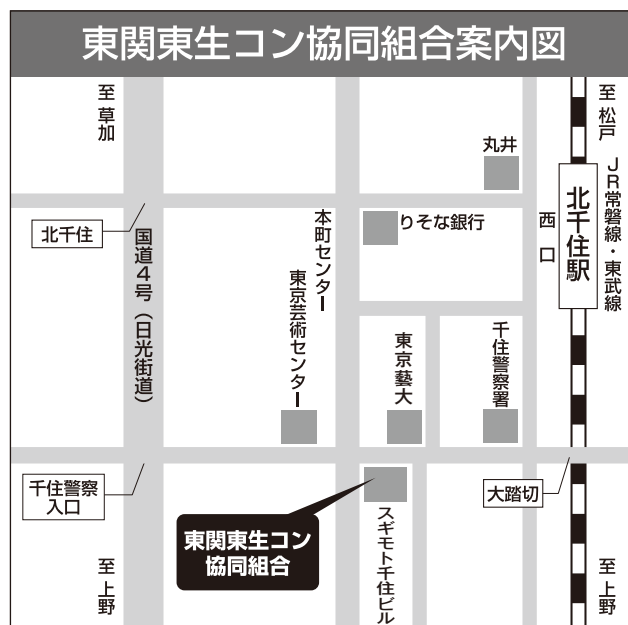 東関東生コン協同組合案内図
至 草加
至 松戸
丸井
JR常磐線・東武線
北千住駅
西口
北千住
りそな銀行
本町センター
国道4号（日光街道）
東京芸術センター
東京藝大
千住警察署
千住警察
入口
大踏切
東関東生コン
協同組合
スギモト千住ビル
至 上野
至 上野